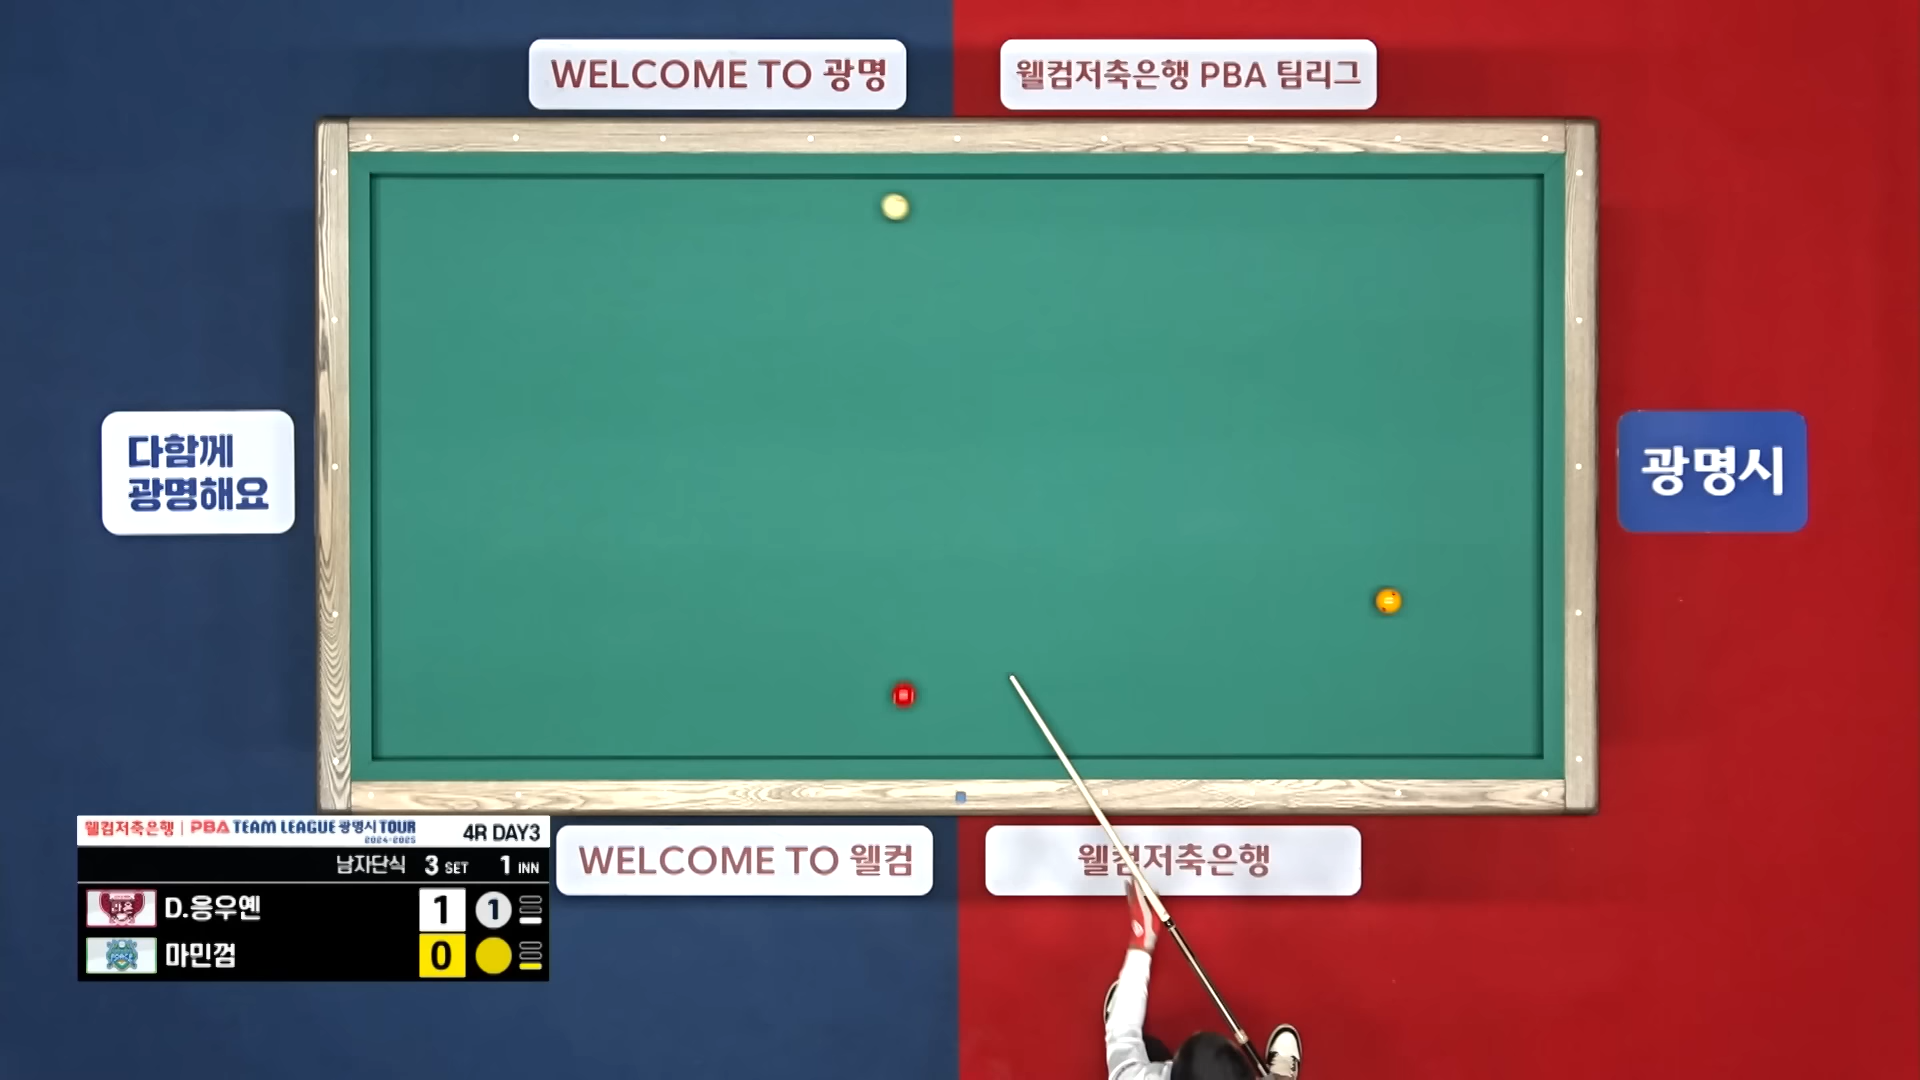 WELCOME TO 광명
웰컴저축은행 PBA 팀리그
다함께
광명해요
광명시
웰컴저축은행 | PBA TEAM LEAGUE 광명시 TOUR
2024-2025
4R DAY3
남자단식 3 SET 1 INN
D.응우옌 1 1
마민껌 0
WELCOME TO 웰컴
웰컴저축은행